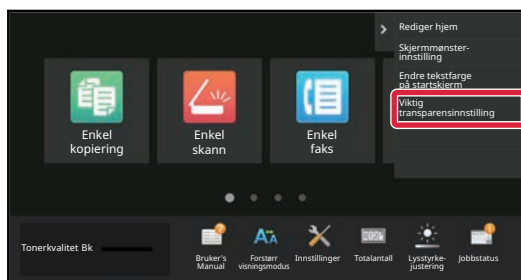 Rediger hjem
Skjermmønster-
innstilling
Endre tekstfarge
på startskjerm
Viktig
transparensinnstilling
Enkel
kopiering
Enkel
skann
Enkel
faks
Tonerkvalitet Bk
Bruker's
Manual
Forstørr
visningsmodus
Innstillinger
Totalantall
Lysstyrke-
justering
Jobbstatus